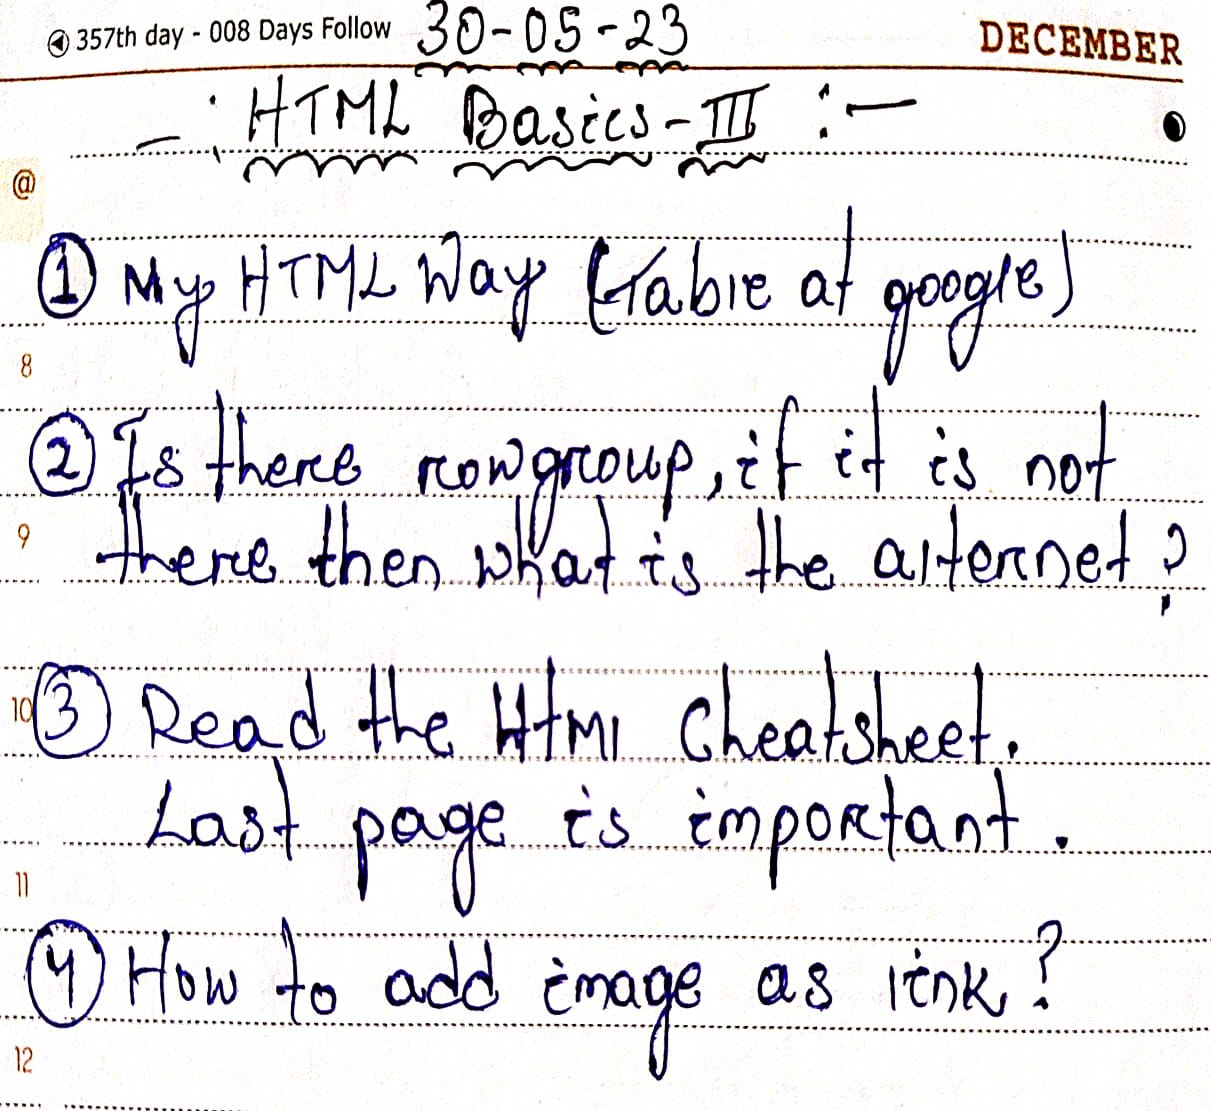 357th day - 008 Days Follow 30-05-23 DECEMBER
-: HTML Basics-III :-
@
① My HTML Way (Table at google)
8
② Is there rowgroup, if it is not
9
there then what is the alternet?
10 ③ Read the HtMl Cheatsheet.
Last page is important.
11
④ How to add image as link?
12